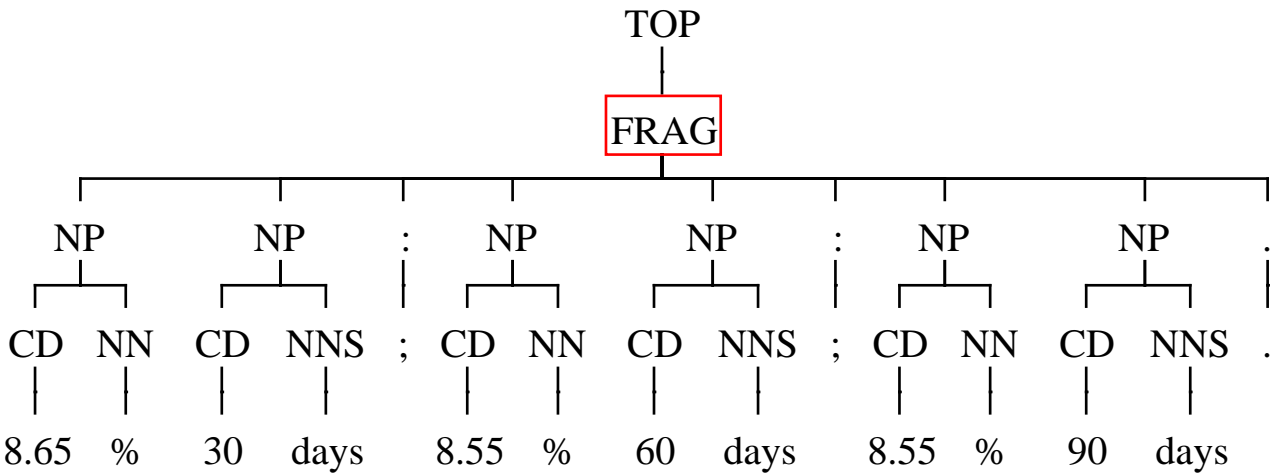 TOP
FRAG
NP NP : NP NP : NP NP .
CD NN CD NNS ; CD NN CD NNS ; CD NN CD NNS .
8.65 % 30 days 8.55 % 60 days 8.55 % 90 days